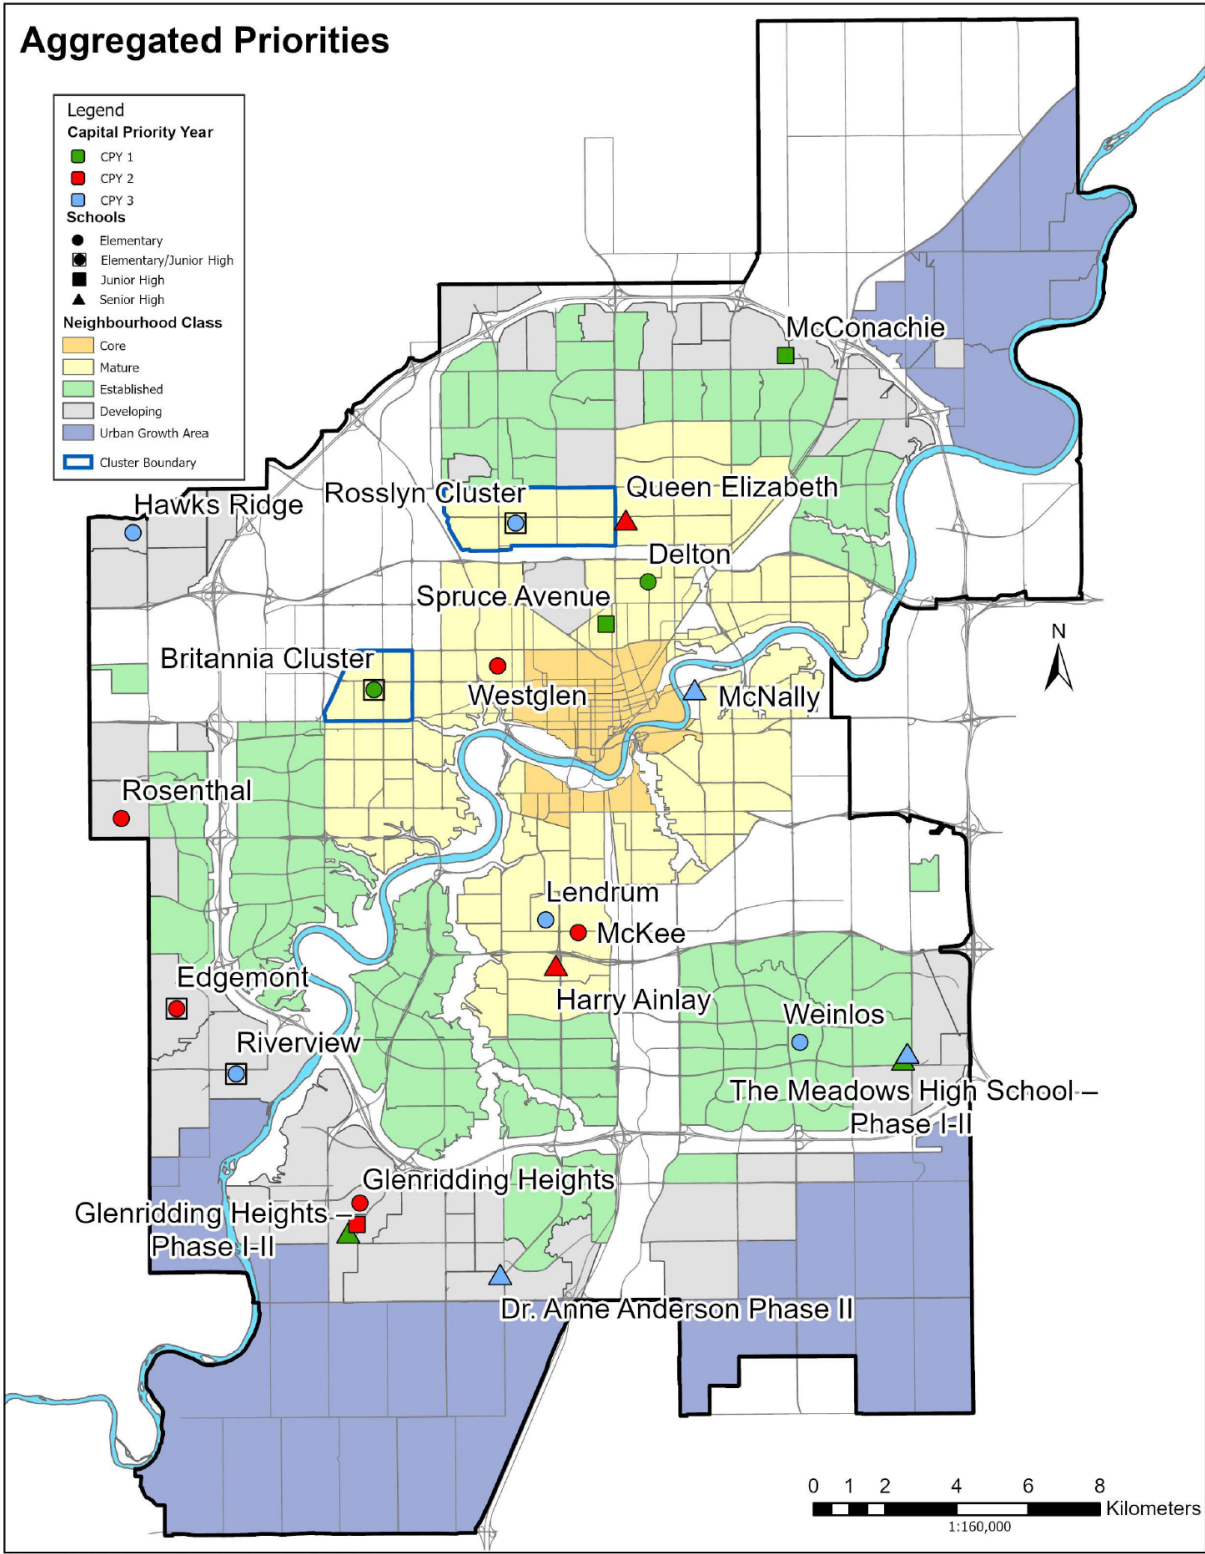 Aggregated Priorities
Legend
Capital Priority Year
CPY 1
CPY 2
CPY 3
Schools
Elementary
Elementary/Junior High
Junior High
Senior High
Neighbourhood Class
Core
Mature
Established
Developing
Urban Growth Area
Cluster Boundary
McConachie
Hawks Ridge
Rosslyn Cluster
Queen Elizabeth
Delton
Spruce Avenue
Britannia Cluster
Westglen
McNally
N
Rosenthal
Lendrum
McKee
Edgemont
Harry Ainlay
Weinlos
Riverview
The Meadows High School –
Phase I-II
Glenridding Heights
Glenridding Heights –
Phase I-II
Dr. Anne Anderson Phase II
0 1 2 4 6 8
Kilometers
1:160,000